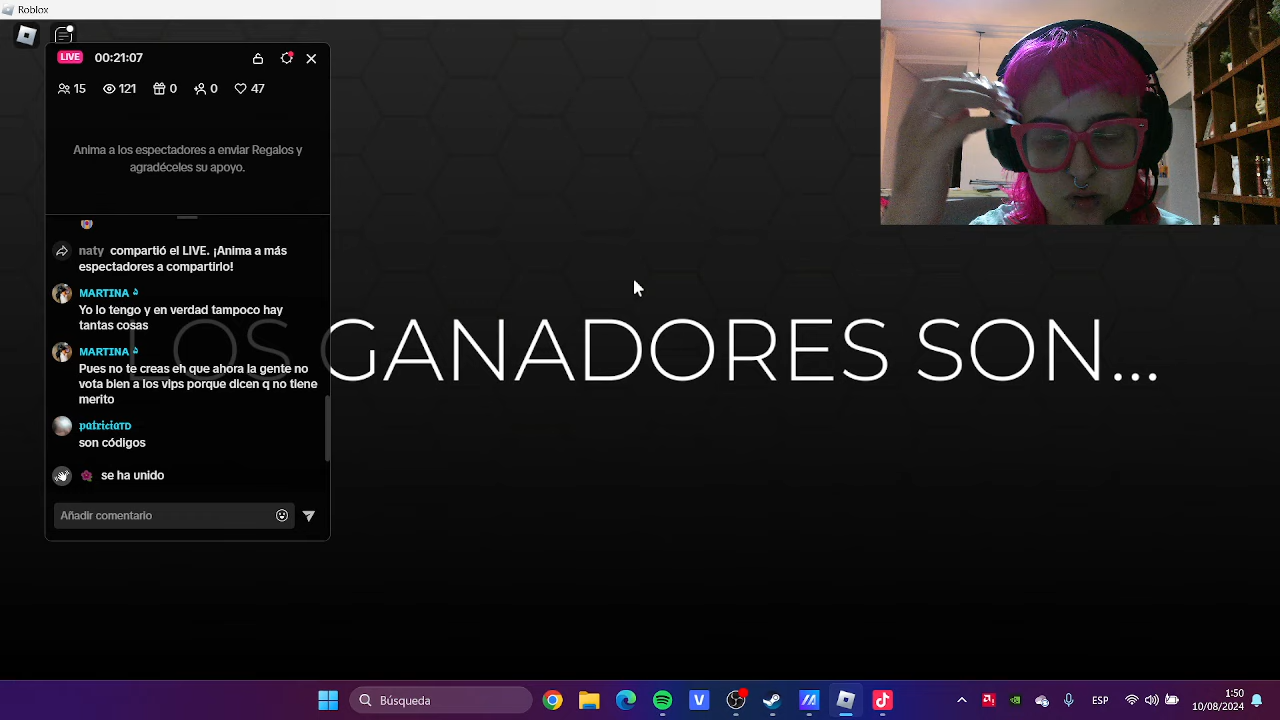 Roblox
LIVE 00:21:07
15 121 0 0 47
Anima a los espectadores a enviar Regalos y
agradéceles su apoyo.
naty compartió el LIVE. ¡Anima a más
espectadores a compartirlo!
MARTINA
Yo lo tengo y en verdad tampoco hay
tantas cosas
MARTINA
Pues no te creas eh que ahora la gente no
vota bien a los vips porque dicen q no tiene
merito
patriciaTD
son códigos
se ha unido
Añadir comentario
LOS GANADORES SON...
Búsqueda
ESP
1:50
10/08/2024